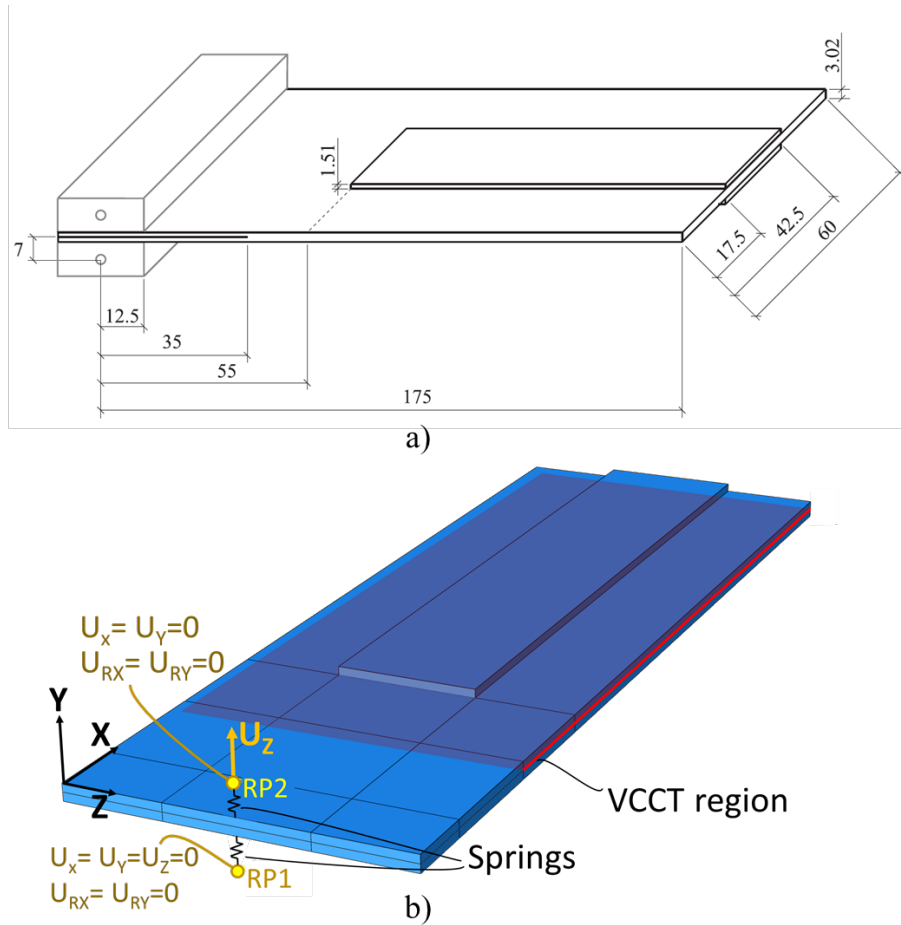 3.02
1.51
7
17.5
42.5
60
12.5
35
55
175
a)
Uₓ= U_Y=0
U_RX= U_RY=0
Y
X
U_Z
RP2
Z
VCCT region
Springs
Uₓ= U_Y=U_Z=0
RP1
U_RX= U_RY=0
b)